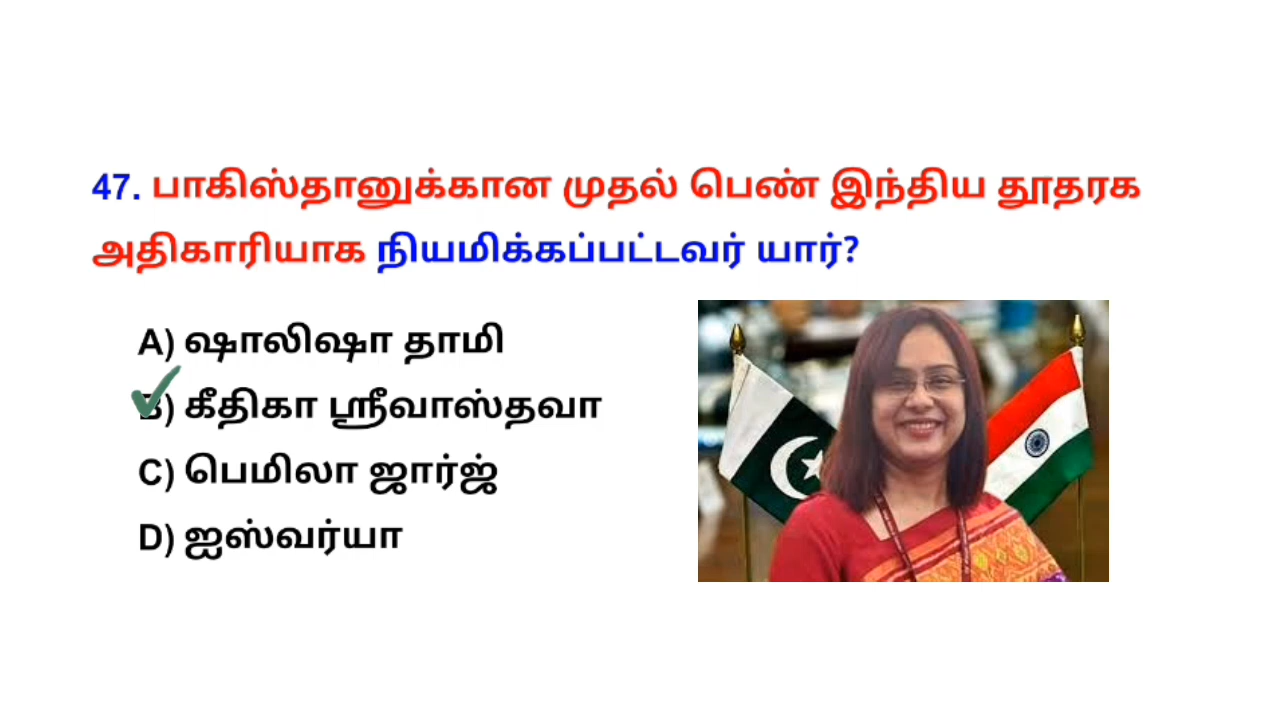 47. பாகிஸ்தானுக்கான முதல் பெண் இந்திய தூதரக
அதிகாரியாக நியமிக்கப்பட்டவர் யார்?
A) ஷாலிஷா தாமி
B) கீதிகா ஸ்ரீவாஸ்தவா
C) பெமிலா ஜார்ஜ்
D) ஐஸ்வர்யா